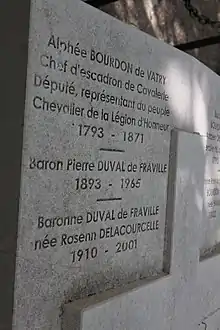 Alphée BOURDON de VATRY
Chef d'escadron de Cavalerie
Député, représentant du peuple
Chevalier de la Légion d'Honneur
1793 - 1871
Baron Pierre DUVAL de FRAVILLE
1893 - 1965
Baronne DUVAL de FRAVILLE
née Rosenn DELACOURCELLE
1910 - 2001